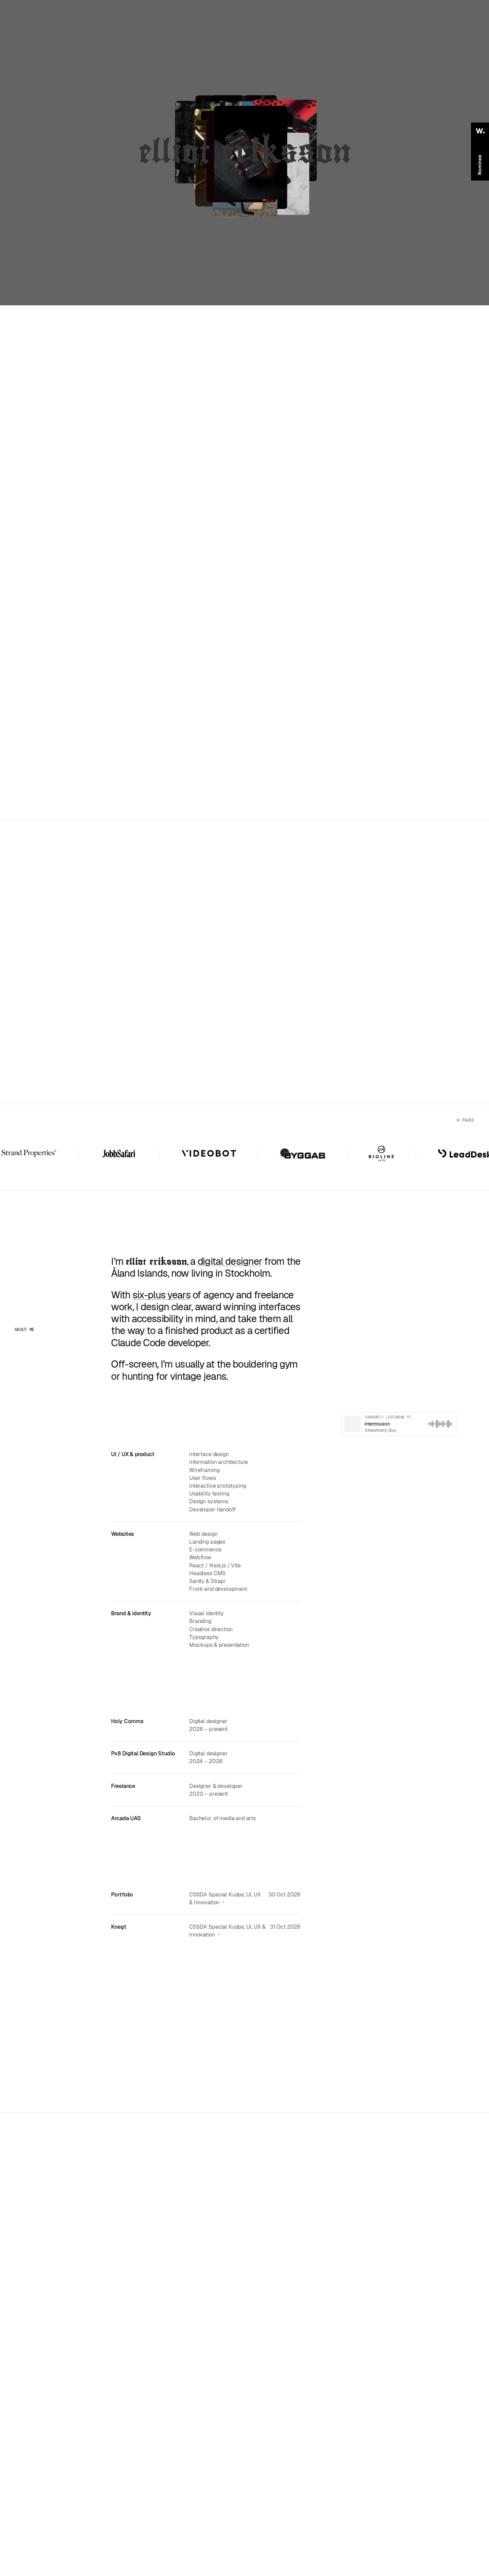 elliot eriksson
W.
Nominee
PAUSED
Strand Properties
JobbSafari
VIDEOBOT
BYGGAB
BIOLINE
LeadDesk
I'm elliot eriksson, a digital designer from the
Åland Islands, now living in Stockholm.
With six-plus years of agency and freelance
work, I design clear, award winning interfaces
with accessibility in mind, and take them all
the way to a finished product as a certified
Claude Code developer.
ABOUT ME
Off-screen, I'm usually at the bouldering gym
or hunting for vintage jeans.
CURRENTLY LISTENING TO
Intermission
Strawberry Guy
UI / UX & product
Interface design
Information architecture
Wireframing
User flows
Interactive prototyping
Usability testing
Design systems
Developer handoff
Websites
Web design
Landing pages
E-commerce
Webflow
React / Next.js / Vite
Headless CMS
Sanity & Strapi
Front-end development
Brand & identity
Visual identity
Branding
Creative direction
Typography
Mockups & presentation
Holy Comms
Digital designer
2026 – present
Px8 Digital Design Studio
Digital designer
2024 – 2026
Freelance
Designer & developer
2020 – present
Arcada UAS
Bachelor of media and arts
Portfolio
CSSDA Special Kudos, UI, UX 30 Oct 2026
& Innovation
Knegt
CSSDA Special Kudos, UI, UX & 31 Oct 2026
Innovation